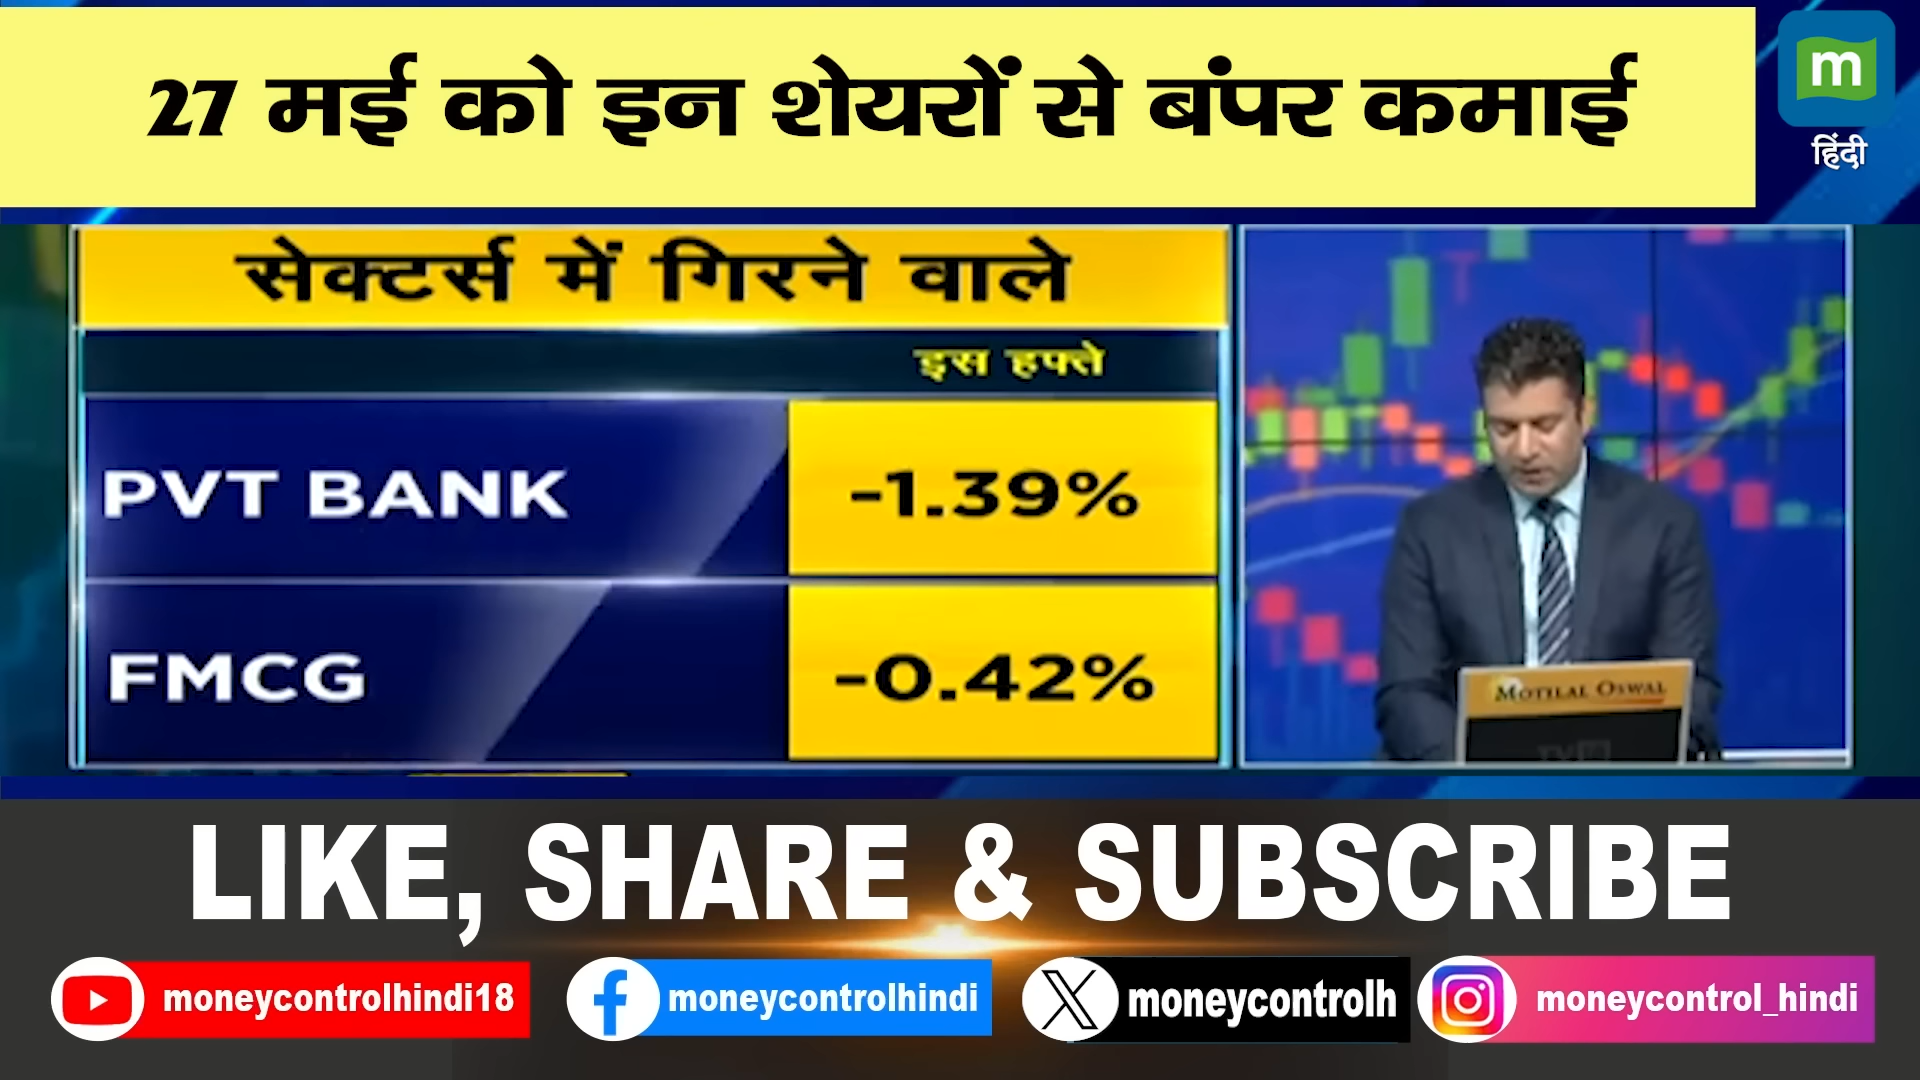 27 मई को इन शेयरों से बंपर कमाई
m
हिंदी
सेक्टर्स में गिरने वाले
इस हफ्ते
PVT BANK -1.39%
FMCG -0.42%
MOTILAL OSWAL
LIKE, SHARE & SUBSCRIBE
moneycontrolhindi18 moneycontrolhindi moneycontrolh moneycontrol_hindi